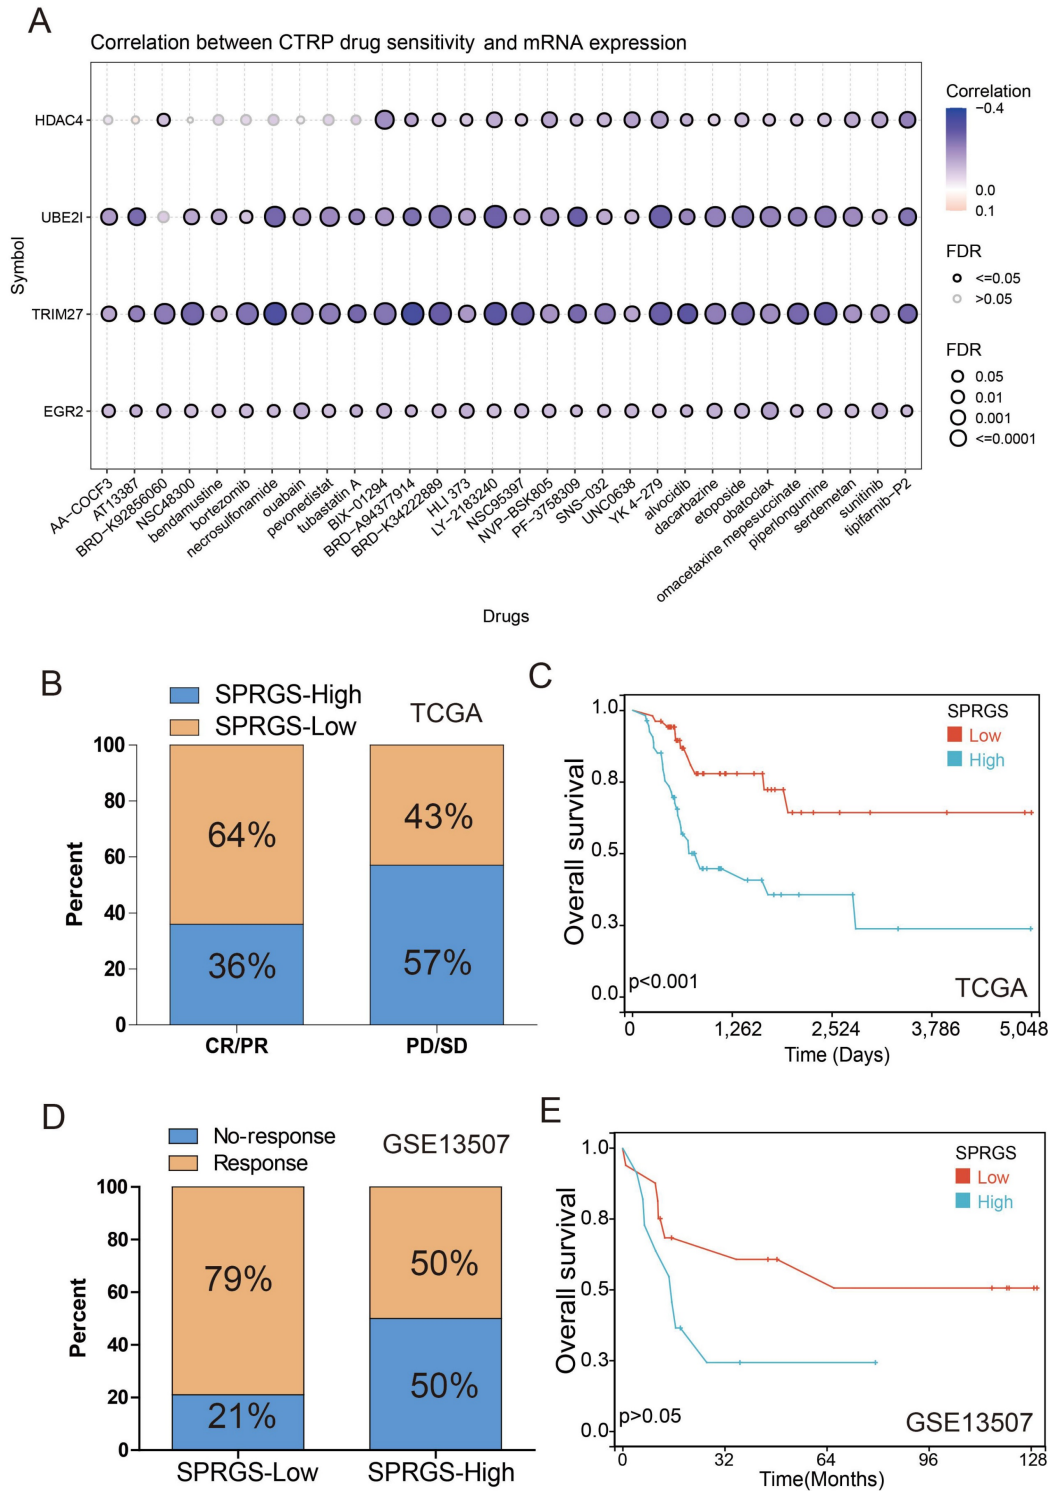 A
Correlation between CTRP drug sensitivity and mRNA expression
Symbol
HDAC4
UBE2I
TRIM27
EGR2
AA−COCF3
AT13387
BRD−K92856060
NSC48300
bendamustine
bortezomib
necrosulfonamide
ouabain
pevonedistat
tubastatin A
BIX−01294
BRD−A94377914
BRD−K34222889
HLI 373
LY−2183240
NSC95397
NVP−BSK805
PF−3758309
SNS−032
UNC0638
YK 4−279
alvocidib
dacarbazine
etoposide
obatoclax
omacetaxine mepesuccinate
piperlongumine
serdemetan
sunitinib
tipifarnib−P2
Drugs
Correlation
−0.4
0.0
0.1
FDR
<=0.05
>0.05
FDR
0.05
0.01
0.001
<=0.0001
B
SPRGS-High
SPRGS-Low
TCGA
Percent
100
80
60
40
20
0
64%
36%
43%
57%
CR/PR
PD/SD
C
Overall survival
1.0
0.8
0.5
0.3
0.0
SPRGS
Low
High
p<0.001
TCGA
0
1,262
2,524
3,786
5,048
Time (Days)
D
No-response
Response
GSE13507
Percent
100
80
60
40
20
0
79%
21%
50%
50%
SPRGS-Low
SPRGS-High
E
Overall survival
1.0
0.8
0.5
0.3
0.0
SPRGS
Low
High
p>0.05
GSE13507
0
32
64
96
128
Time(Months)